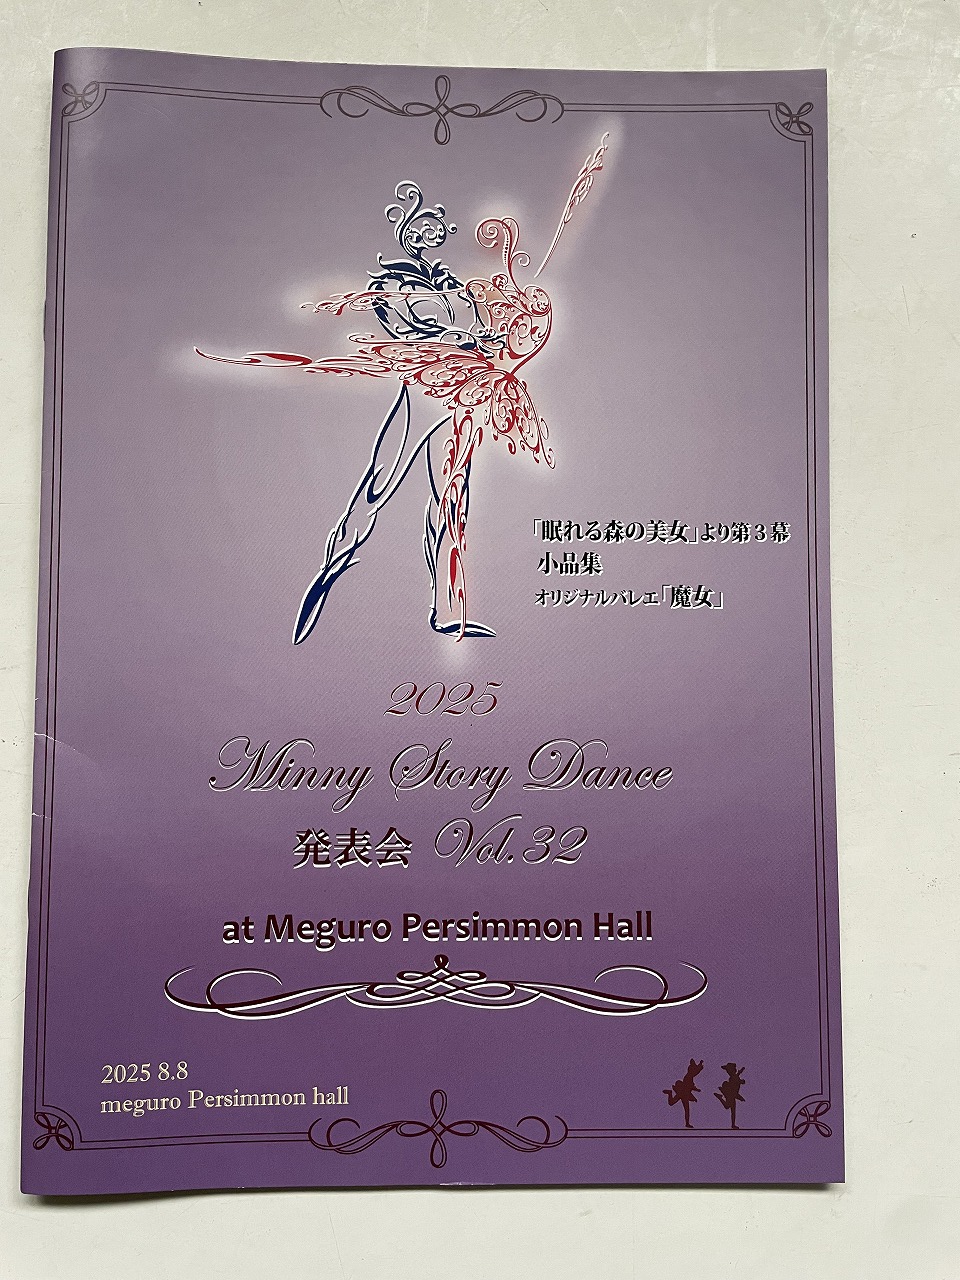 「眠れる森の美女」より第3幕
小品集
オリジナルバレエ「魔女」
2025
Minny Story Dance
発表会 Vol.32
at Meguro Persimmon Hall
2025 8.8
meguro Persimmon hall